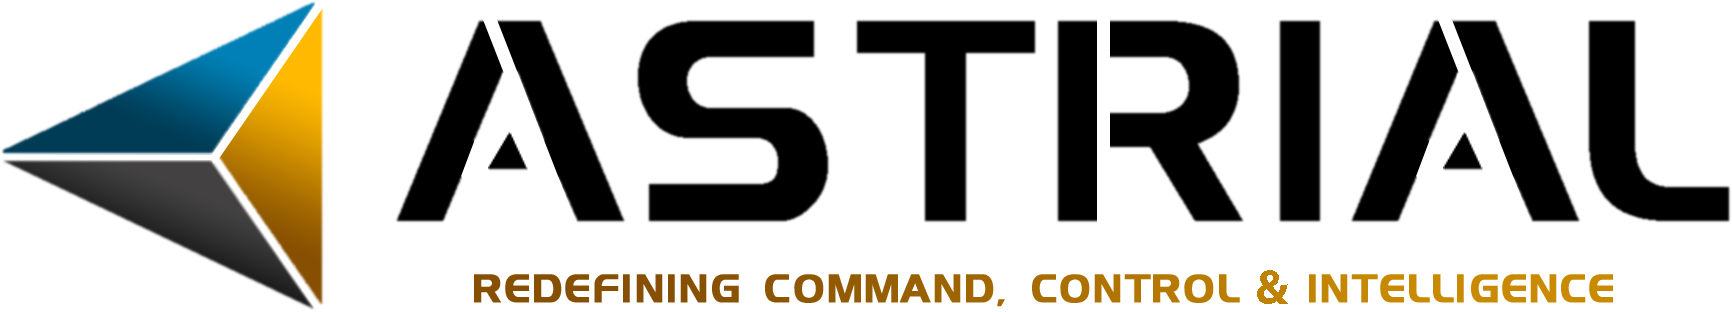 ASTRIAL
REDEFINING COMMAND, CONTROL & INTELLIGENCE